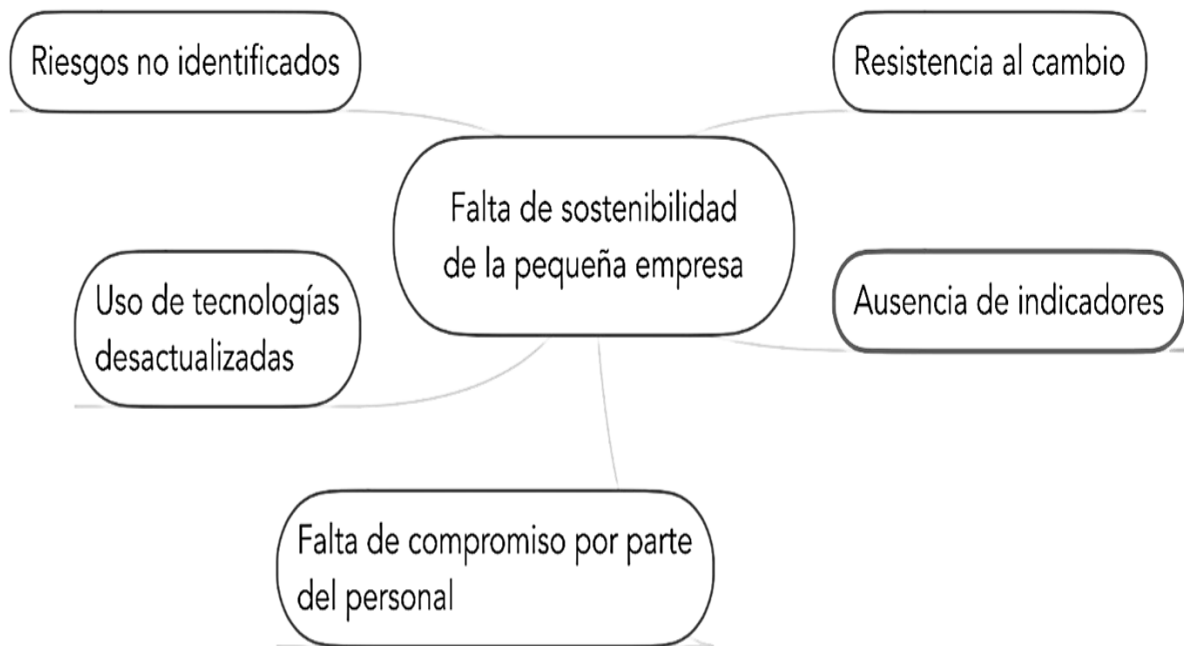 Riesgos no identificados
Resistencia al cambio
Falta de sostenibilidad
de la pequeña empresa
Uso de tecnologías
desactualizadas
Ausencia de indicadores
Falta de compromiso por parte
del personal